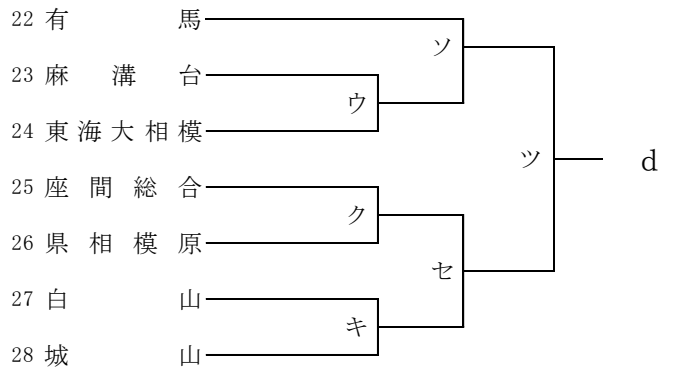 22 有馬
ソ
23 麻溝台
ウ
24 東海大相模
ツ d
25 座間総合
ク
26 県相模原
セ
27 白山
キ
28 城山